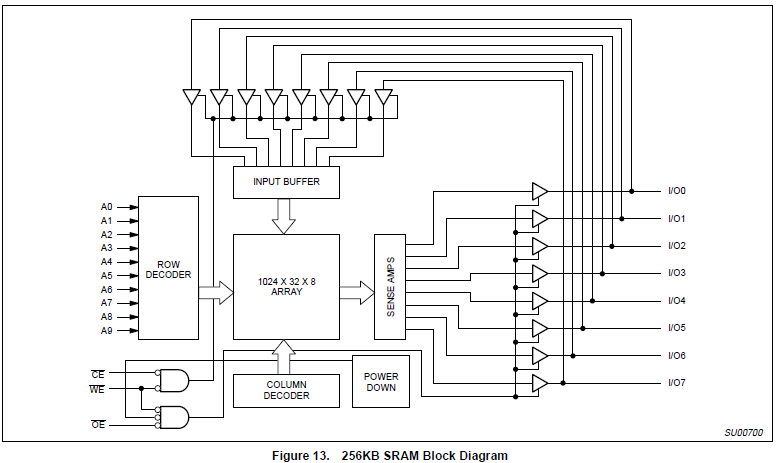 INPUT BUFFER
A0
A1
A2
A3
A4
A5
A6
A7
A8
A9
ROW
DECODER
1024 X 32 X 8
ARRAY
SENSE AMPS
I/O0
I/O1
I/O2
I/O3
I/O4
I/O5
I/O6
I/O7
CE
WE
OE
COLUMN
DECODER
POWER
DOWN
SU00700
Figure 13. 256KB SRAM Block Diagram